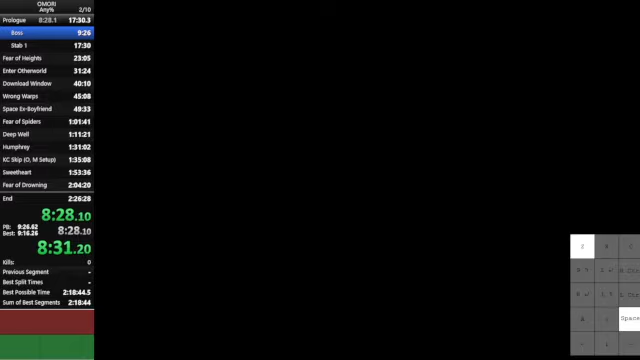 OMORI
Any% 2/10
Prologue 8:28.1 17:30.3
Boss 9:26
Stab 1 17:30
Fear of Heights 23:05
Enter Otherworld 31:24
Download Window 40:10
Wrong Warps 45:08
Space Ex-Boyfriend 49:33
Fear of Spiders 1:01:41
Deep Well 1:11:21
Humphrey 1:31:02
KC Skip (O, M Setup) 1:35:08
Sweetheart 1:53:36
Fear of Drowning 2:04:20
End 2:26:28
8:28.10
PB: 9:26.62
Best: 9:16.26 8:28.10
8:31.20
Kills: 0
Previous Segment -
Best Split Times -
Best Possible Time 2:18:44.5
Sum of Best Segments 2:18:44
Z X C
Space